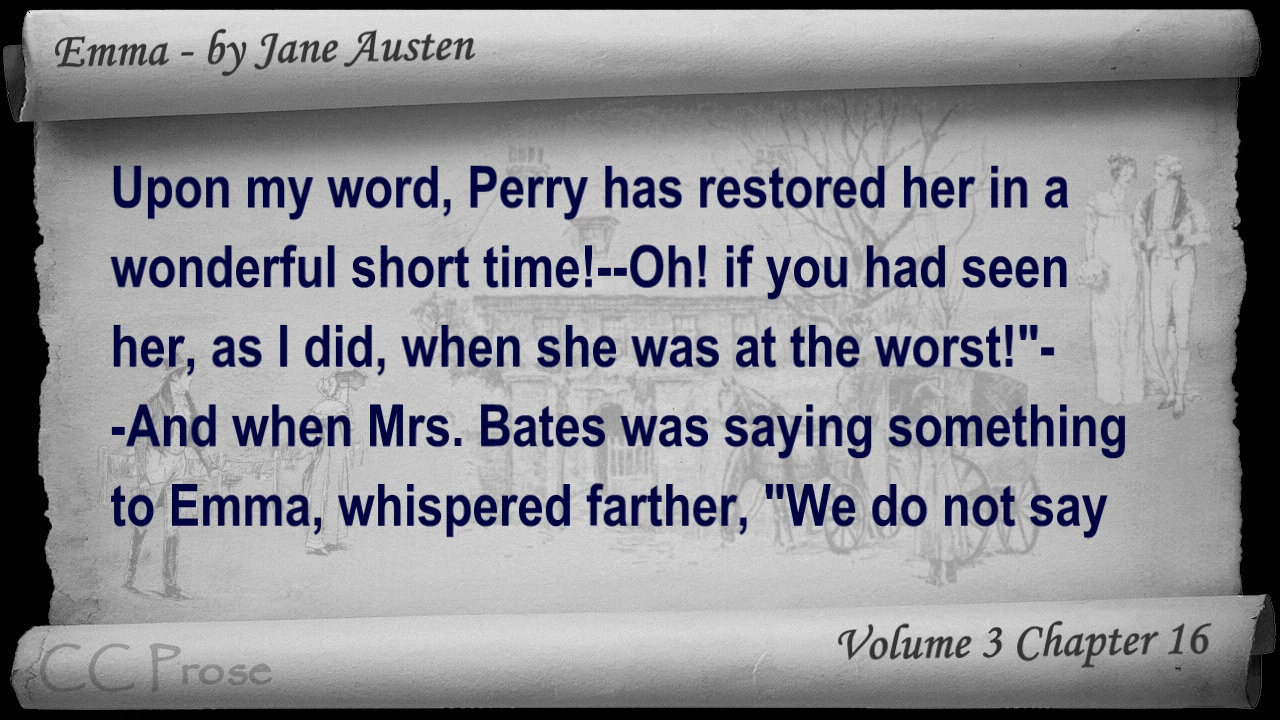 Emma - by Jane Austen
Upon my word, Perry has restored her in a
wonderful short time!--Oh! if you had seen
her, as I did, when she was at the worst!"-
-And when Mrs. Bates was saying something
to Emma, whispered farther, "We do not say
Volume 3 Chapter 16
CC Prose